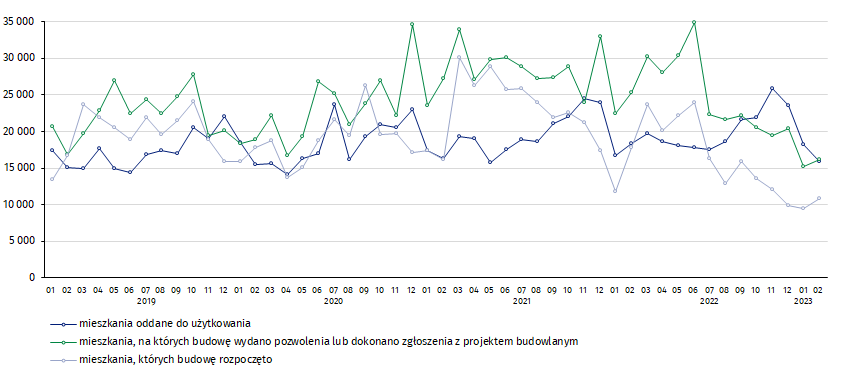 35 000
30 000
25 000
20 000
15 000
10 000
5 000
0
01 02 03 04 05 06 07 08 09 10 11 12 01 02 03 04 05 06 07 08 09 10 11 12 01 02 03 04 05 06 07 08 09 10 11 12 01 02 03 04 05 06 07 08 09 10 11 12 01 02
2019 2020 2021 2022 2023
mieszkania oddane do użytkowania
mieszkania, na których budowę wydano pozwolenia lub dokonano zgłoszenia z projektem budowlanym
mieszkania, których budowę rozpoczęto